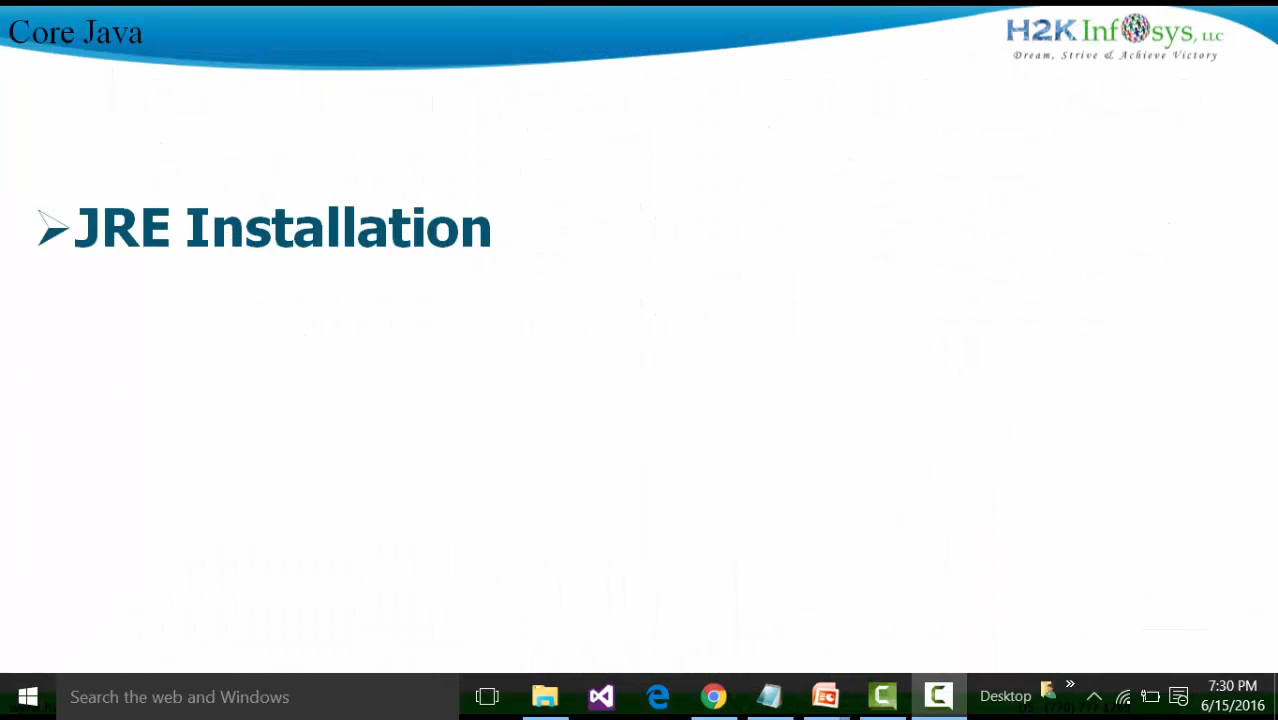 Core Java
H2K Infosys, LLC
Dream, Strive & Achieve Victory
JRE Installation
Search the web and Windows
Desktop
7:30 PM
6/15/2016